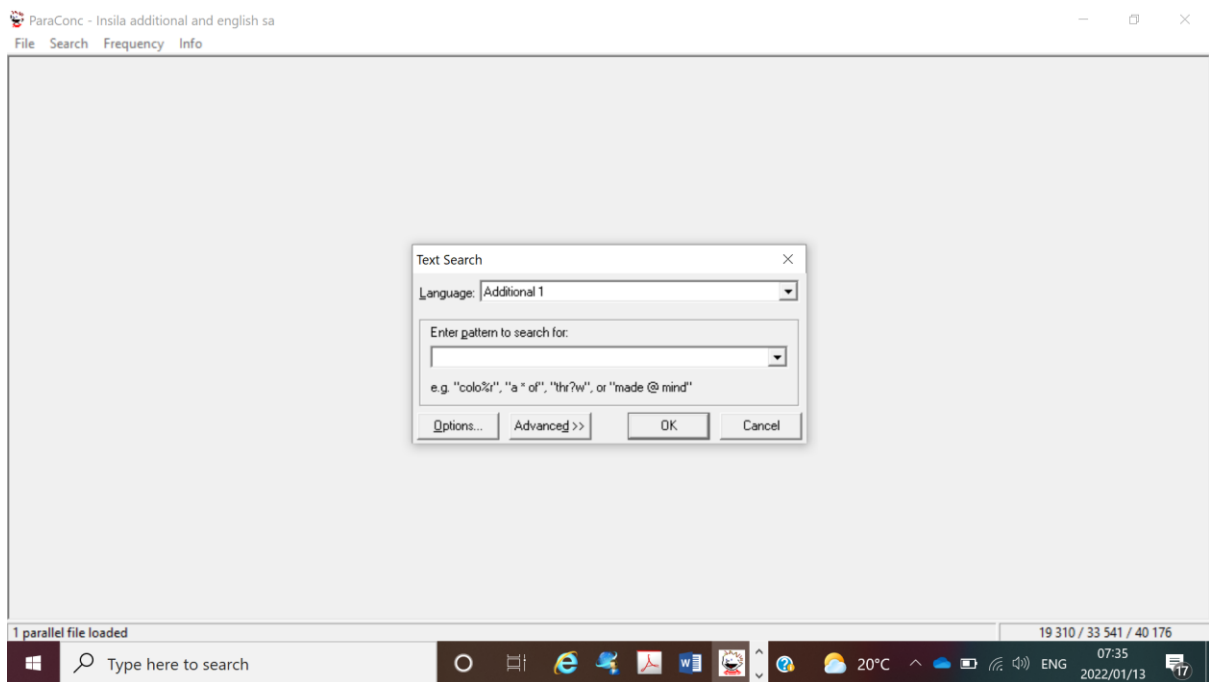 ParaConc - Insila additional and english sa
File Search Frequency Info
Text Search
Language: Additional 1
Enter pattern to search for:
e.g. "colo%r", "a * of", "thr?w", or "made @ mind"
Options... Advanced >> OK Cancel
1 parallel file loaded 19 310 / 33 541 / 40 176
Type here to search 20°C ENG 07:35
2022/01/13 17